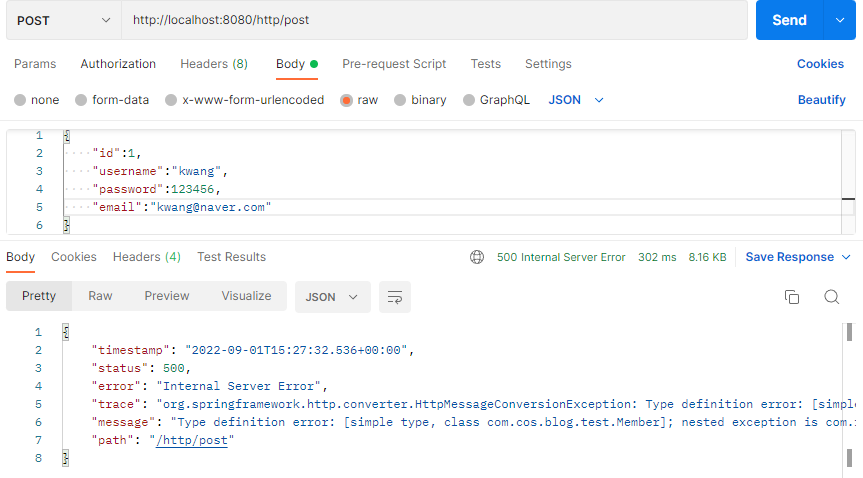 POST http://localhost:8080/http/post Send
Params Authorization Headers (8) Body Pre-request Script Tests Settings Cookies
none form-data x-www-form-urlencoded raw binary GraphQL JSON Beautify
1 {
2 "id":1,
3 "username":"kwang",
4 "password":123456,
5 "email":"kwang@naver.com"
6 }
Body Cookies Headers (4) Test Results 500 Internal Server Error 302 ms 8.16 KB Save Response
Pretty Raw Preview Visualize JSON
1 {
2 "timestamp": "2022-09-01T15:27:32.536+00:00",
3 "status": 500,
4 "error": "Internal Server Error",
5 "trace": "org.springframework.http.converter.HttpMessageConversionException: Type definition error: [simple
6 "message": "Type definition error: [simple type, class com.cos.blog.test.Member]; nested exception is com.
7 "path": "/http/post"
8 }